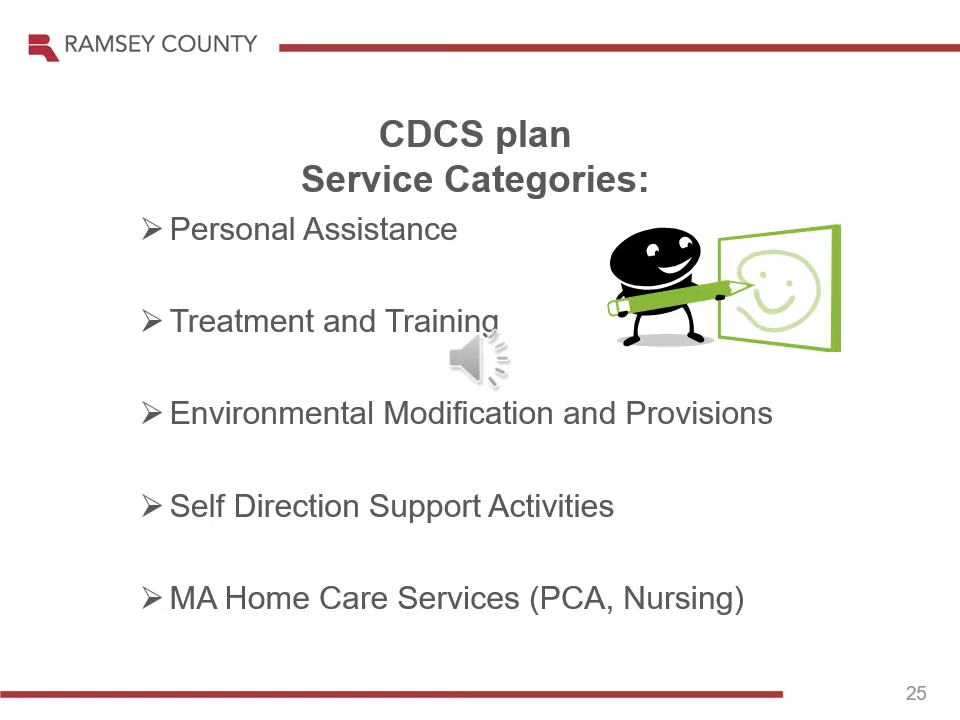 RAMSEY COUNTY
CDCS plan
Service Categories:
Personal Assistance
Treatment and Training
Environmental Modification and Provisions
Self Direction Support Activities
MA Home Care Services (PCA, Nursing)
25